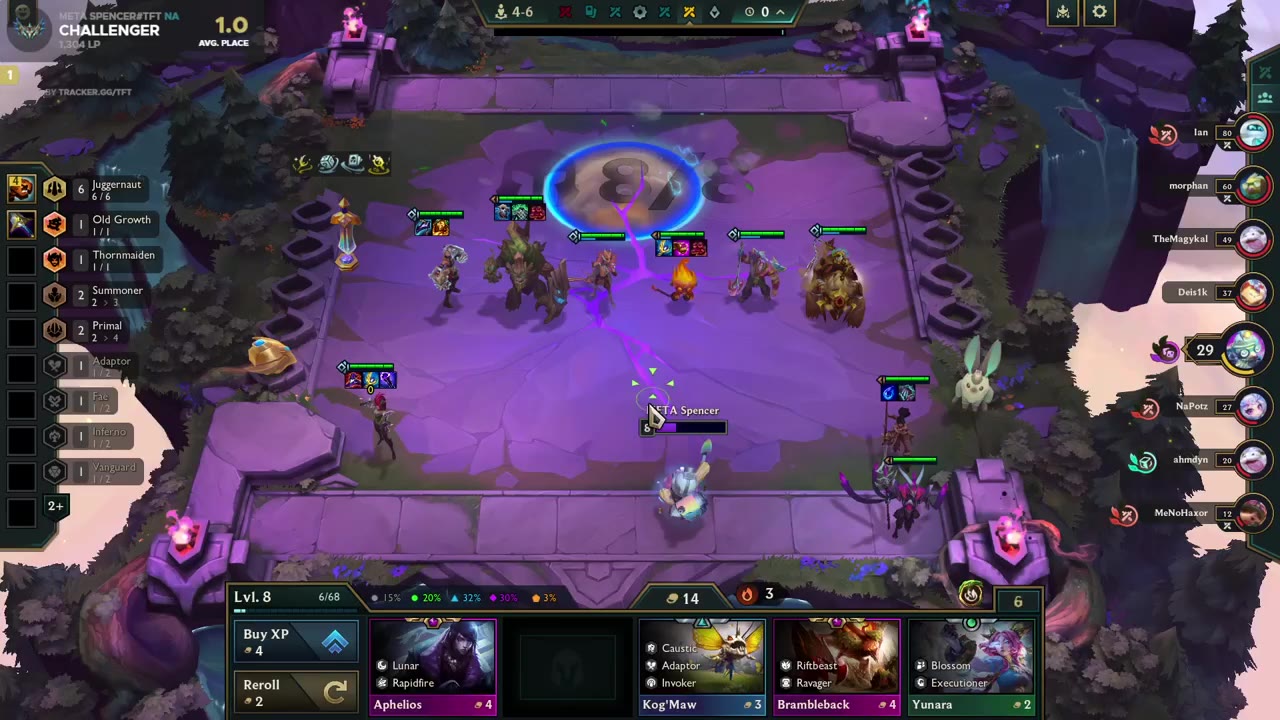 META SPENCER#TFT NA
CHALLENGER
1,304 LP
1.0
AVG. PLACE
1
BY TRACKER.GG/TFT
4-6
0
8/8
6 Juggernaut
6 / 6
1 Old Growth
1 / 1
1 Thornmaiden
1 / 1
2 Summoner
2 > 3
2 Primal
2 > 4
1 Adaptor
1 / 2
1 Fae
1 / 2
1 Inferno
1 / 2
1 Vanguard
1 / 2
2+
Ian 80
morphan 60
TheMagykal 49
Deis1k 37
29
NaPotz 27
ahmdyn 20
MeNoHaxor 12
META Spencer
8
0
Lvl. 8 6/68
15% 20% 32% 30% 3%
14
3
6
Buy XP
4
Reroll
2
Lunar
Rapidfire
Aphelios 4
Caustic
Adaptor
Invoker
Kog'Maw 3
Riftbeast
Ravager
Brambleback 4
Blossom
Executioner
Yunara 2